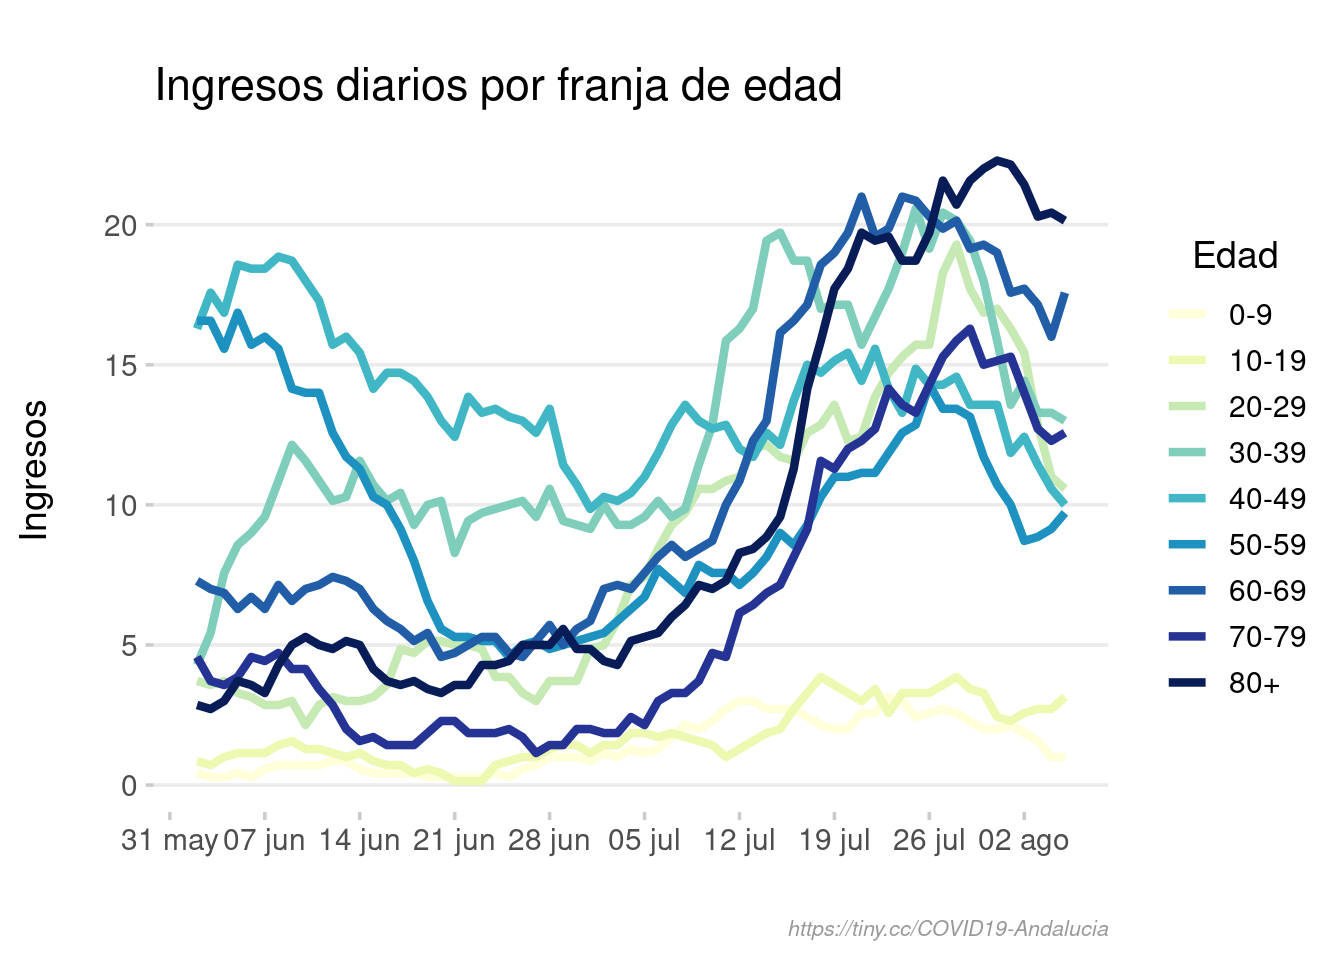 Ingresos diarios por franja de edad
Ingresos
20
15
10
5
0
31 may 07 jun 14 jun 21 jun 28 jun 05 jul 12 jul 19 jul 26 jul 02 ago
Edad
0-9
10-19
20-29
30-39
40-49
50-59
60-69
70-79
80+
https://tiny.cc/COVID19-Andalucia